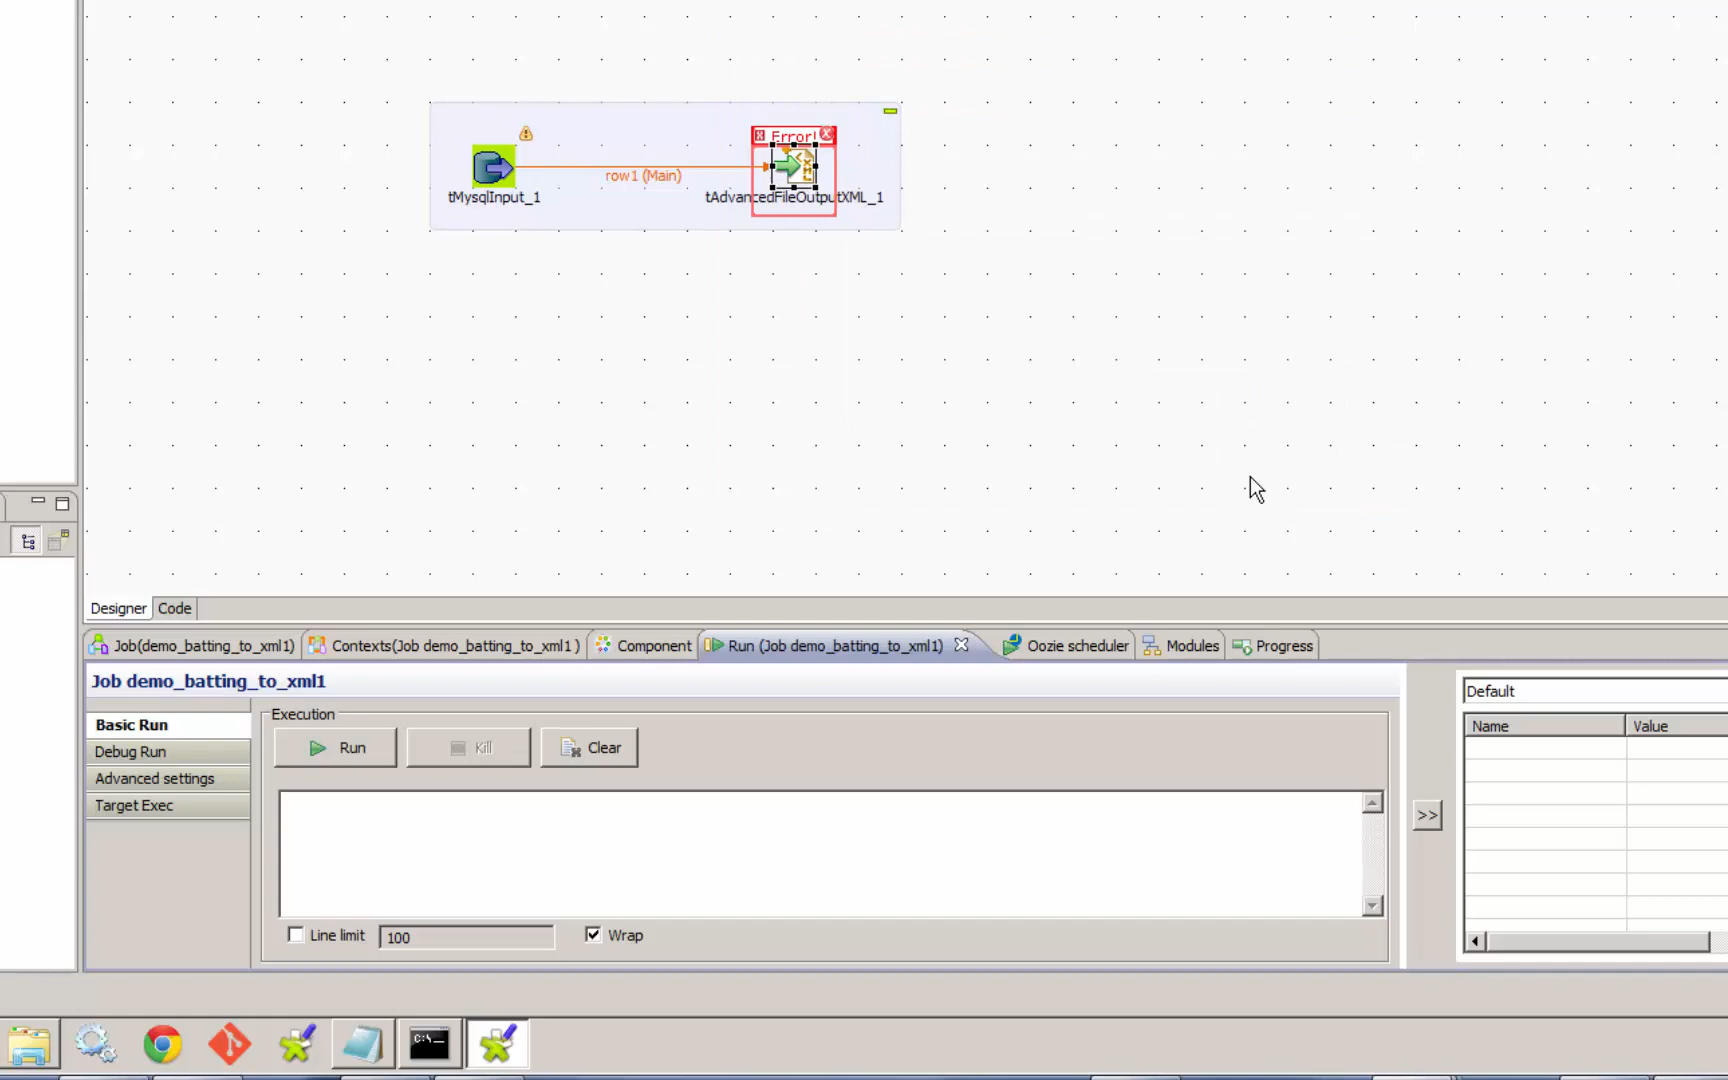 Error!
row1 (Main)
tMysqlInput_1
tAdvancedFileOutputXML_1
Designer
Code
Job(demo_batting_to_xml1)
Contexts(Job demo_batting_to_xml1 )
Component
Run (Job demo_batting_to_xml1)
Oozie scheduler
Modules
Progress
Job demo_batting_to_xml1
Default
Basic Run
Debug Run
Advanced settings
Target Exec
Execution
Run
Kill
Clear
Name
Value
>>
Line limit
100
Wrap
C:\_